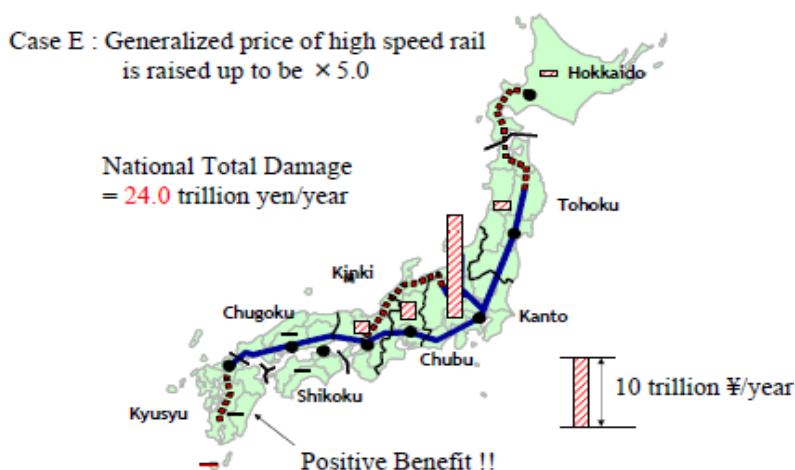 Case E : Generalized price of high speed rail
is raised up to be ×5.0
Hokkaido
National Total Damage
= 24.0 trillion yen/year
Tohoku
Kinki
Chugoku
Kanto
Chubu
Shikoku
10 trillion ¥/year
Kyusyu
Positive Benefit !!